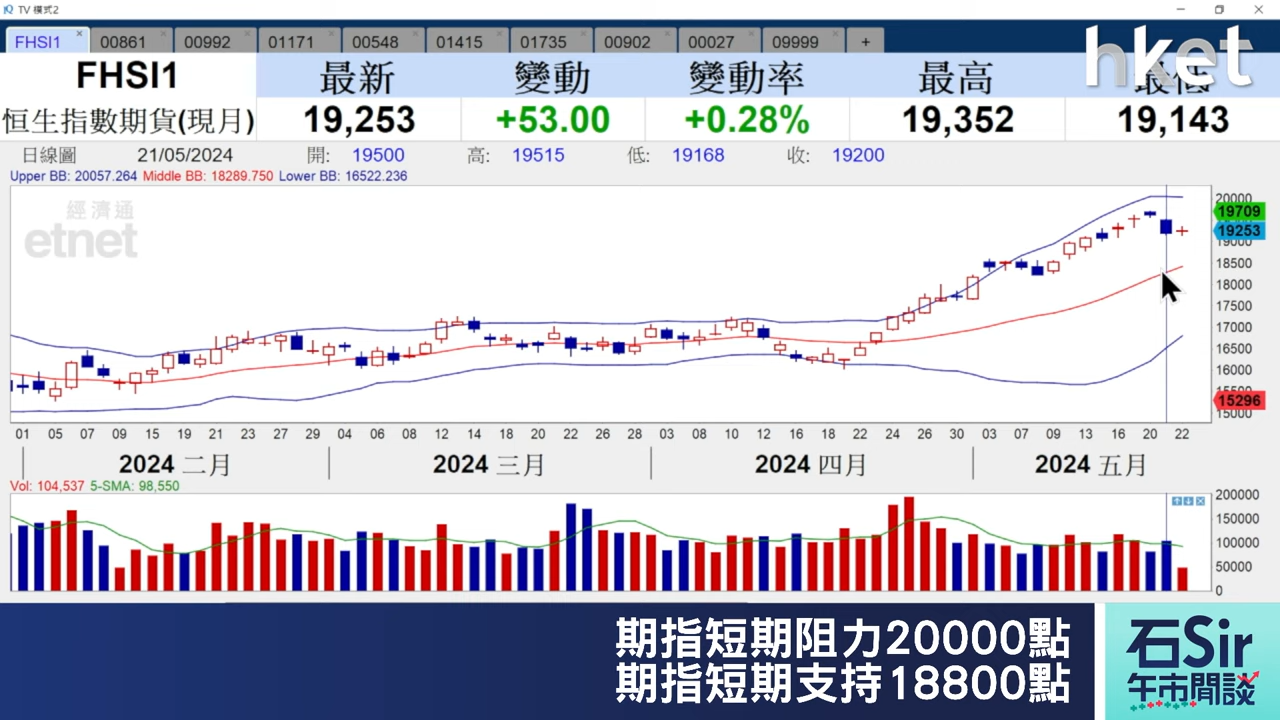 TV 模式2
FHSI1 00861 00992 01171 00548 01415 01735 00902 00027 09999 +
hket
FHSI1 最新 變動 變動率 最高 最低
恒生指數期貨(現月) 19,253 +53.00 +0.28% 19,352 19,143
日線圖 21/05/2024 開: 19500 高: 19515 低: 19168 收: 19200
Upper BB: 20057.264 Middle BB: 18289.750 Lower BB: 16522.236
經濟通
etnet
20000
19709
19253
19000
18500
18000
17500
17000
16500
16000
15500
15296
15000
01 05 07 09 15 19 21 23 27 29 04 06 08 12 14 18 20 22 26 28 03 08 10 12 16 18 22 24 26 30 03 07 09 13 16 20 22
2024 二月 2024 三月 2024 四月 2024 五月
Vol: 104,537 5-SMA: 98,550
200000
150000
100000
50000
0
期指短期阻力20000點
期指短期支持18800點
石Sir
午市開談